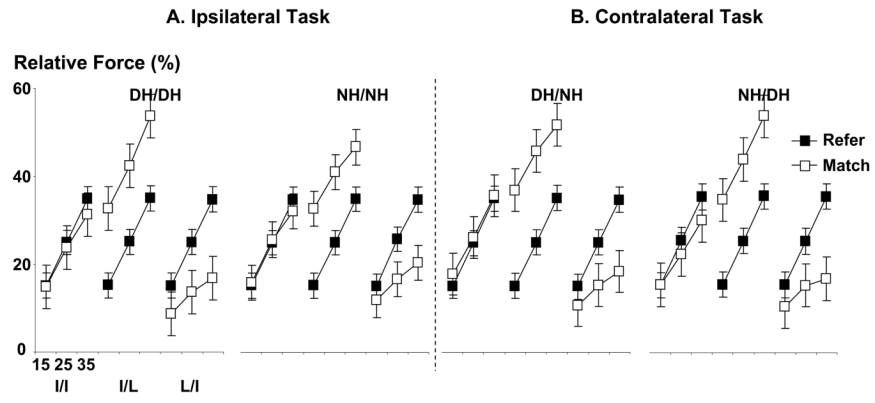 A. Ipsilateral Task
B. Contralateral Task
Relative Force (%)
60
DH/DH
NH/NH
DH/NH
NH/DH
Refer
Match
40
20
0
15 25 35
I/I
I/L
L/I